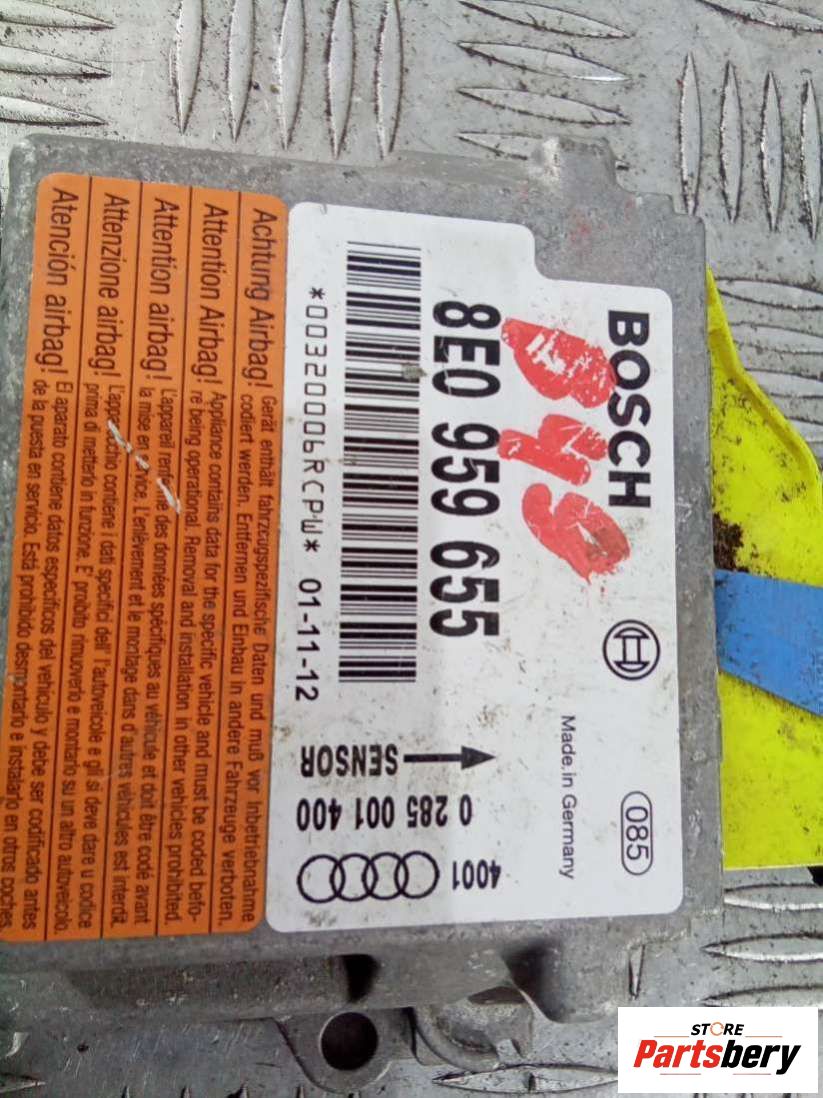 BOSCH
085
Made in Germany
8E0 959 655
*00320006RCPW* 01-11-12
SENSOR
0 285 001 400
4001
Achtung Airbag! Gerät enthält fahrzeugspezifische Daten und muß vor Inbetriebnahme
codiert werden. Entfernen und Einbau in andere Fahrzeuge verboten.
Attention Airbag! Appliance contains data for the specific vehicle and must be coded befo-
re being operational. Removal and installation in other vehicles prohibited.
Attention airbag! L'appareil des données spécifiques au véhicule et doit être codé avant
la mise en service. L'enlèvement et le montage dans d'autres véhicules est interdit.
Attenzione airbag! L'apparecchio contiene i dati specifici dell'autoveicole e gli si deve dare u codice
prima di metterlo in funzione. E' proibito rimuoverlo e montarlo su un altro autoveicolo.
Atención airbag! El aparato contiene datos específicos del vehículo y debe ser codificado antes
de la puesta en servicio. Está prohibido desmontarlo e instalarlo en otros coches.
STORE
Partsbery